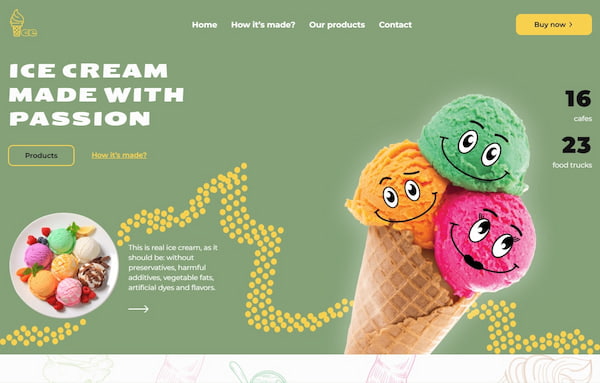 ice
Home How it's made? Our products Contact
Buy now
ICE CREAM
MADE WITH
PASSION
16
cafes
23
food trucks
Products How it's made?
This is real ice cream, as it
should be: without
preservatives, harmful
additives, vegetable fats,
artificial dyes and flavors.